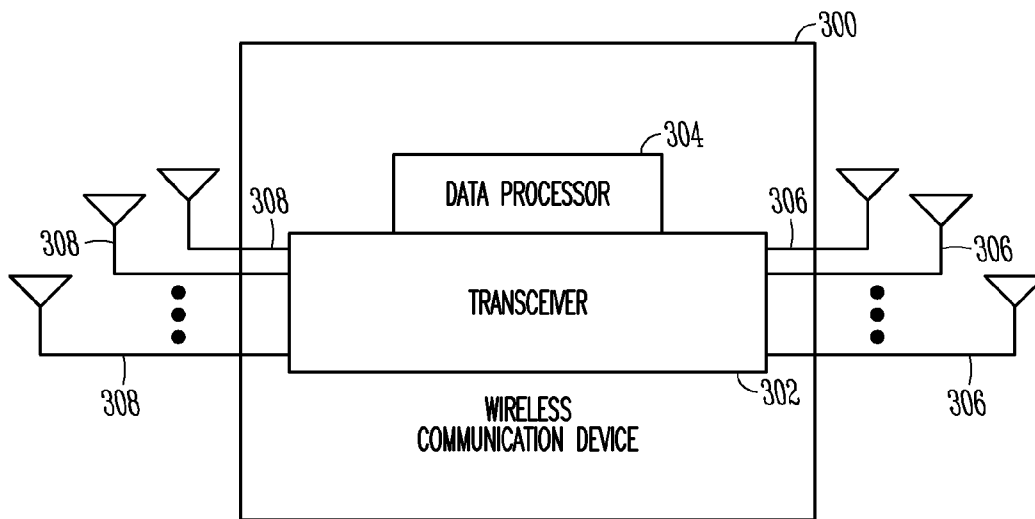 300
304
DATA PROCESSOR
308
306
308
306
TRANSCEIVER
308
302
306
WIRELESS
COMMUNICATION DEVICE